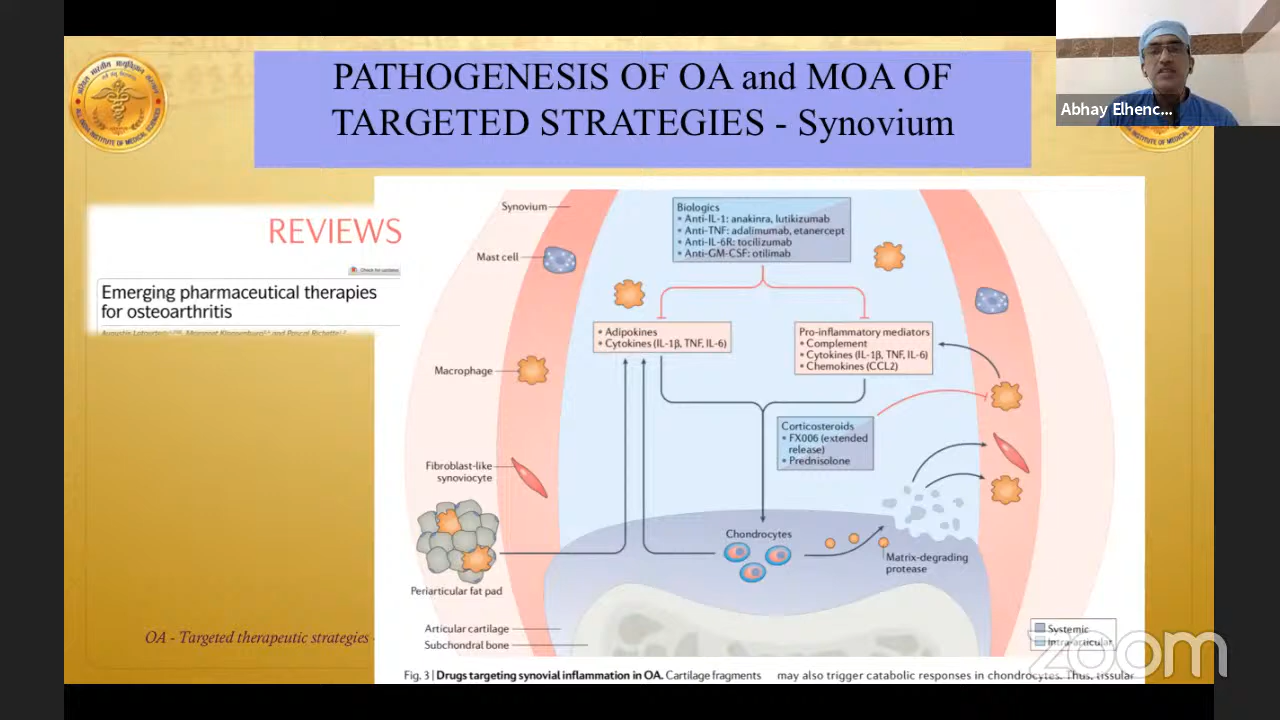 PATHOGENESIS OF OA and MOA OF
TARGETED STRATEGIES - Synovium
Abhay Elhenc...
REVIEWS
Check for updates
Emerging pharmaceutical therapies
for osteoarthritis
Synovium
Mast cell
Macrophage
Fibroblast-like
synoviocyte
Periarticular fat pad
Articular cartilage
Subchondral bone
Biologics
• Anti-IL-1: anakinra, lutikizumab
• Anti-TNF: adalimumab, etanercept
• Anti-IL-6R: tocilizumab
• Anti-GM-CSF: otilimab
• Adipokines
• Cytokines (IL-1β, TNF, IL-6)
Pro-inflammatory mediators
• Complement
• Cytokines (IL-1β, TNF, IL-6)
• Chemokines (CCL2)
Corticosteroids
• FX006 (extended
release)
• Prednisolone
Chondrocytes
Matrix-degrading
protease
Systemic
Intra-articular
OA - Targeted therapeutic strategies -
Fig. 3 | Drugs targeting synovial inflammation in OA. Cartilage fragments
may also trigger catabolic responses in chondrocytes. Thus, tissular
zoom